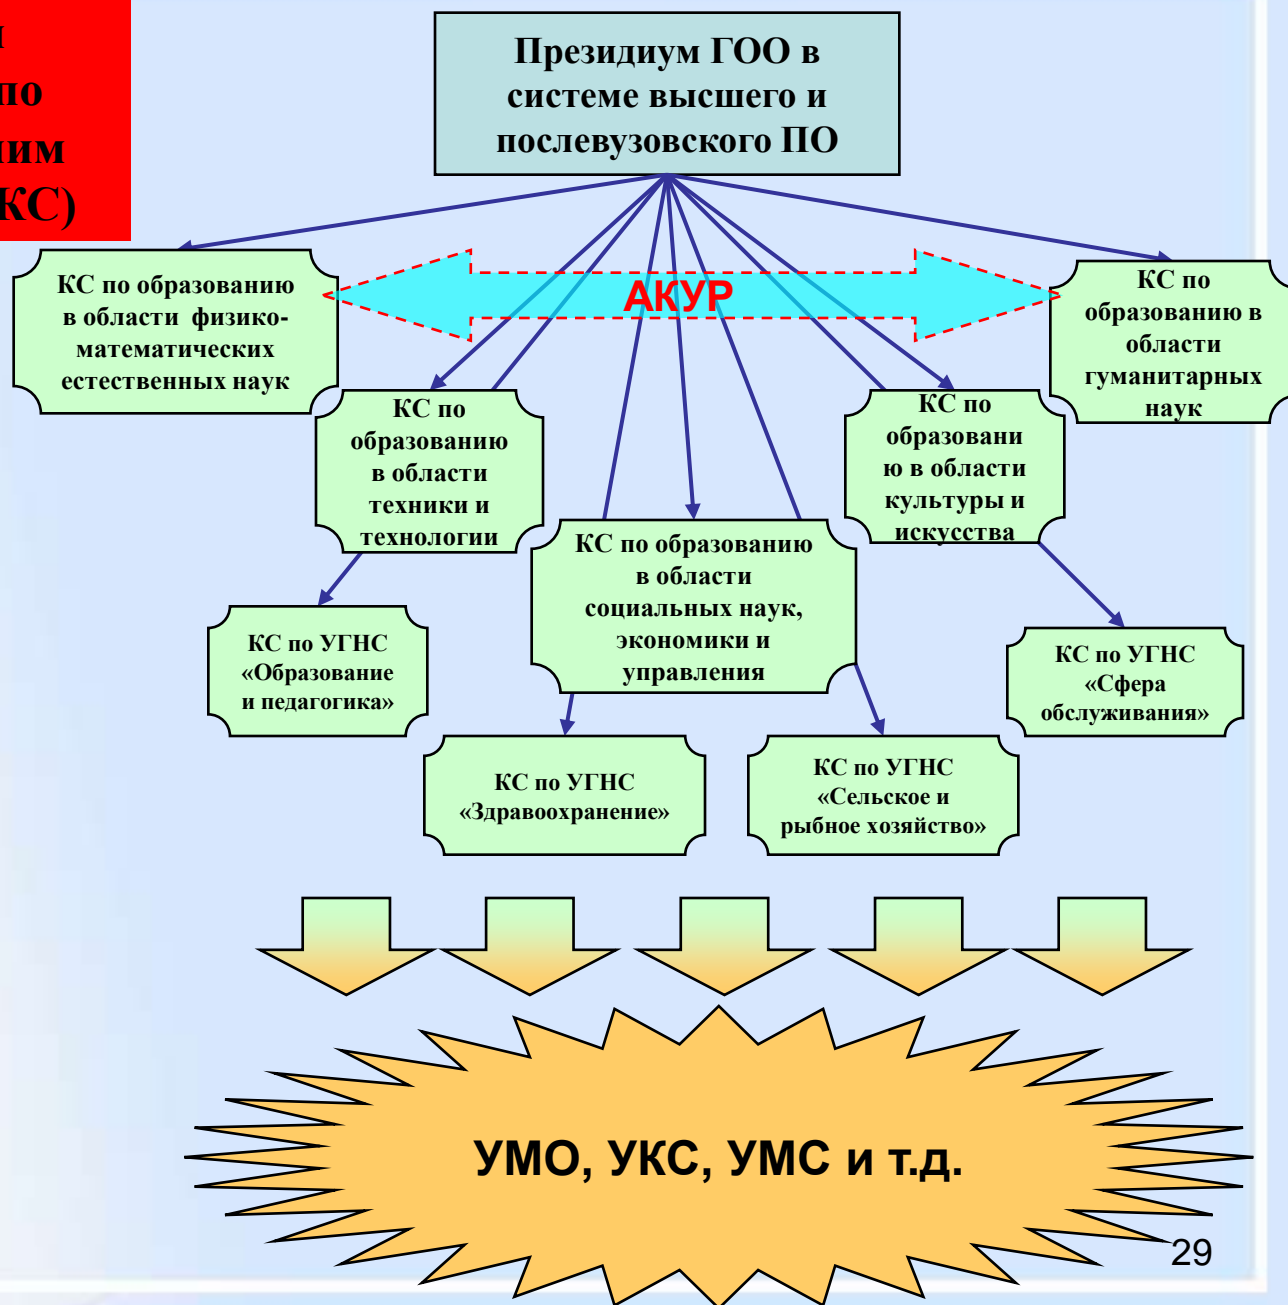 по
КС)
Президиум ГОО в
системе высшего и
послевузовского ПО
АКУР
КС по образованию
в области физико-
математических
естественных наук
КС по
образованию в
области
гуманитарных
наук
КС по
образованию
в области
техники и
технологии
КС по
образовани
ю в области
культуры и
искусства
КС по образованию
в области
социальных наук,
экономики и
управления
КС по УГНС
«Образование
и педагогика»
КС по УГНС
«Сфера
обслуживания»
КС по УГНС
«Здравоохранение»
КС по УГНС
«Сельское и
рыбное хозяйство»
УМО, УКС, УМС и т.д.
29